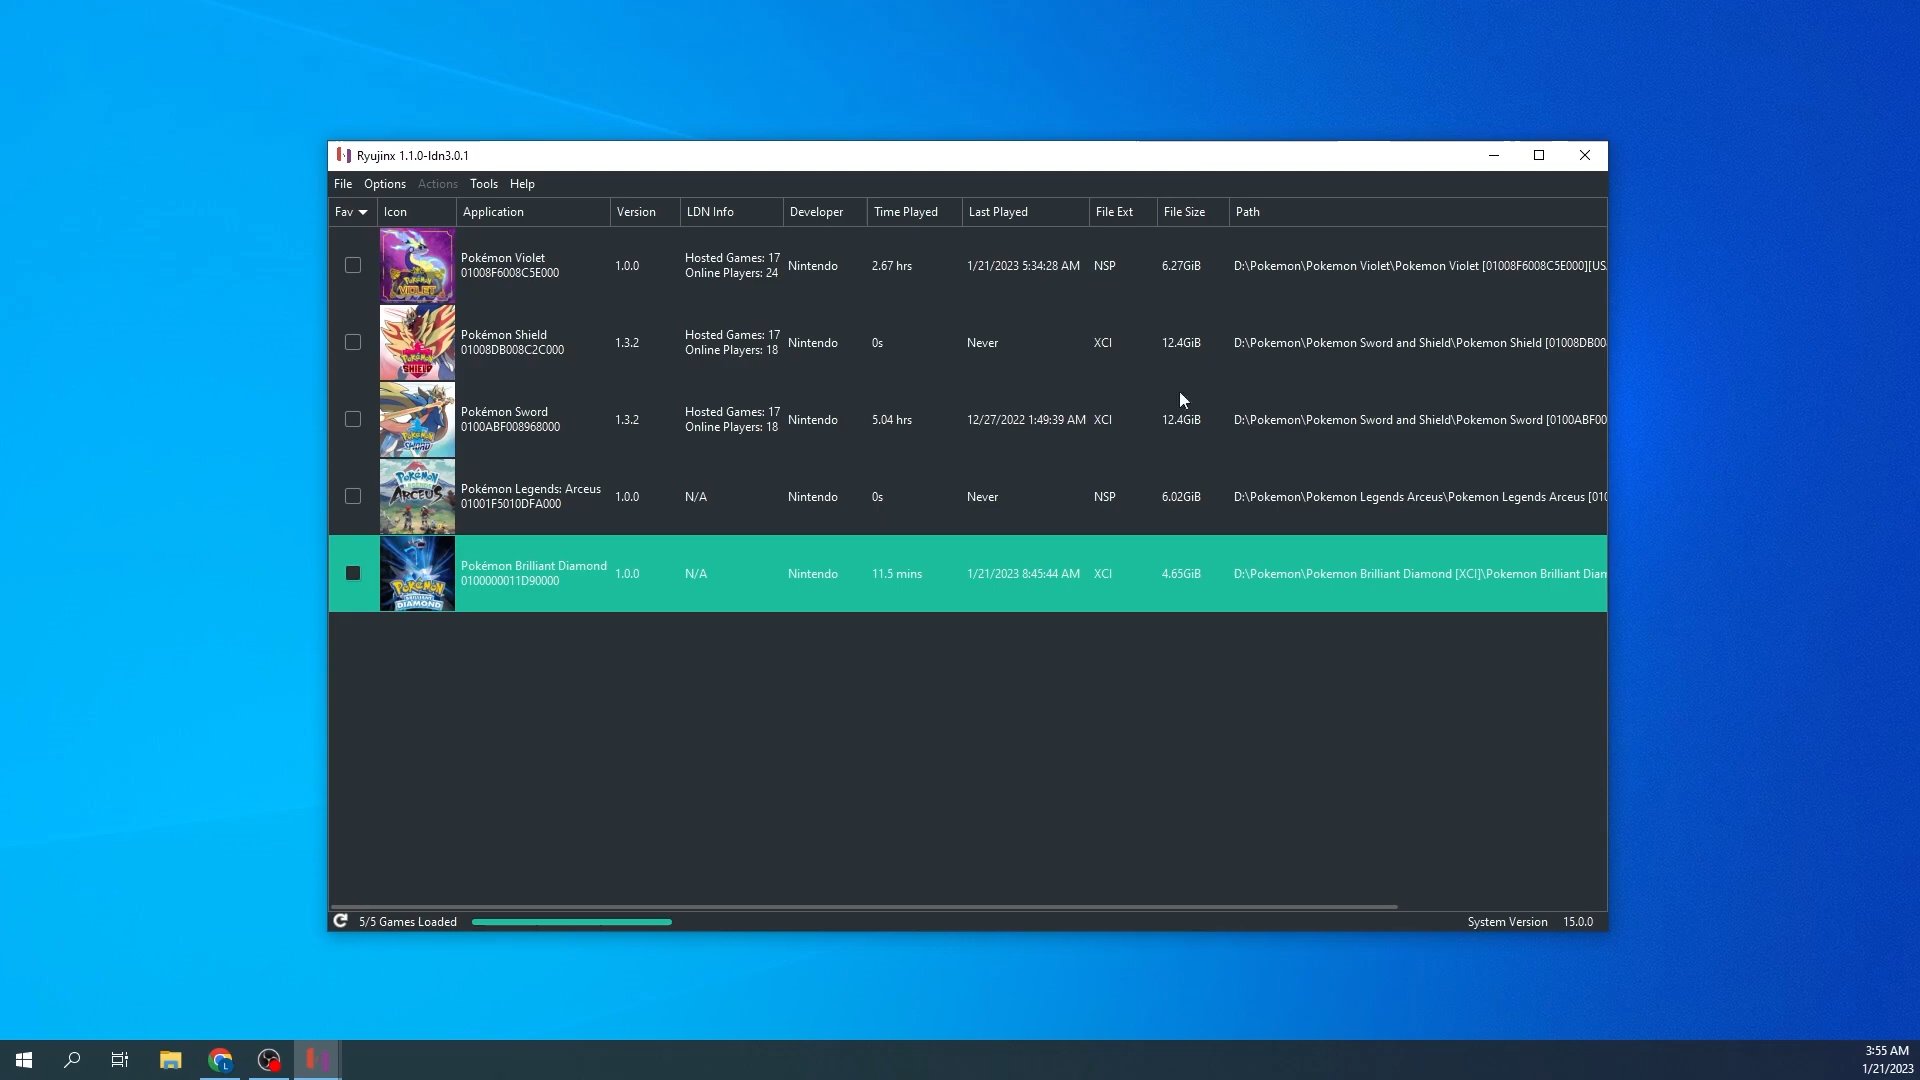 Ryujinx 1.1.0-ldn3.0.1
File Options Actions Tools Help
Fav Icon Application Version LDN Info Developer Time Played Last Played File Ext File Size Path
Pokémon Violet
01008F6008C5E000
1.0.0
Hosted Games: 17
Online Players: 24
Nintendo 2.67 hrs 1/21/2023 5:34:28 AM NSP 6.27GiB D:\Pokemon\Pokemon Violet\Pokemon Violet [01008F6008C5E000][US
Pokémon Shield
01008DB008C2C000
1.3.2
Hosted Games: 17
Online Players: 18
Nintendo 0s Never XCI 12.4GiB D:\Pokemon\Pokemon Sword and Shield\Pokemon Shield [01008DB00
Pokémon Sword
0100ABF008968000
1.3.2
Hosted Games: 17
Online Players: 18
Nintendo 5.04 hrs 12/27/2022 1:49:39 AM XCI 12.4GiB D:\Pokemon\Pokemon Sword and Shield\Pokemon Sword [0100ABF00
POKÉMON
ARCEUS
Pokémon Legends: Arceus
01001F5010DFA000
1.0.0 N/A Nintendo 0s Never NSP 6.02GiB D:\Pokemon\Pokemon Legends Arceus\Pokemon Legends Arceus [010
POKÉMON
DIAMOND
Pokémon Brilliant Diamond
0100000011D90000
1.0.0 N/A Nintendo 11.5 mins 1/21/2023 8:45:44 AM XCI 4.65GiB D:\Pokemon\Pokemon Brilliant Diamond [XCI]\Pokemon Brilliant Diam
5/5 Games Loaded
System Version 15.0.0
L
3:55 AM
1/21/2023